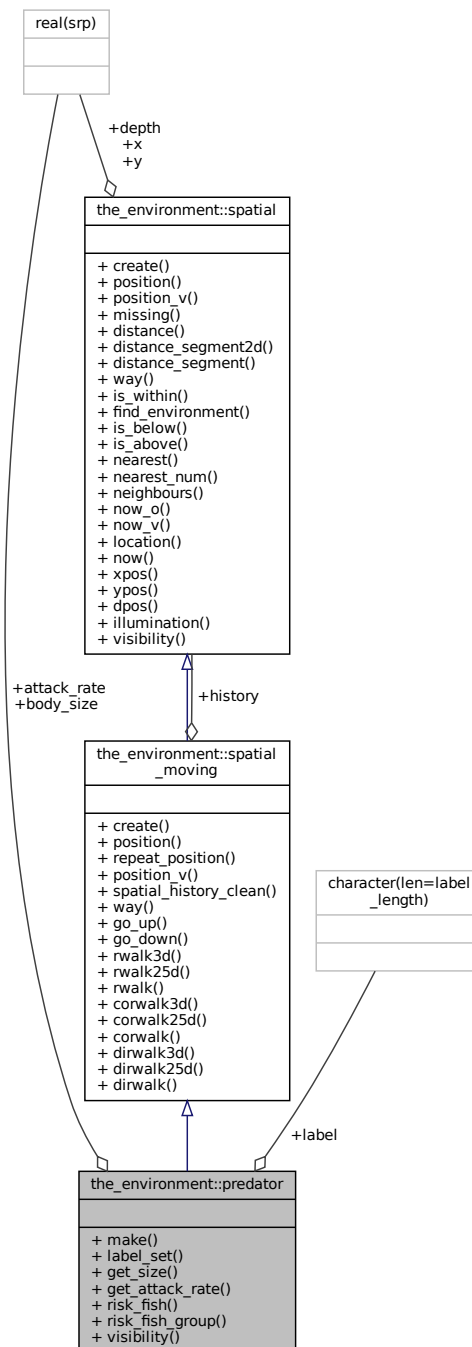 real(srp)
+depth
+x
+y
the_environment::spatial
+ create()
+ position()
+ position_v()
+ missing()
+ distance()
+ distance_segment2d()
+ distance_segment()
+ way()
+ is_within()
+ find_environment()
+ is_below()
+ is_above()
+ nearest()
+ nearest_num()
+ neighbours()
+ now_o()
+ now_v()
+ location()
+ now()
+ xpos()
+ ypos()
+ dpos()
+ illumination()
+ visibility()
+attack_rate
+body_size
+history
the_environment::spatial
_moving
+ create()
+ position()
+ repeat_position()
+ position_v()
+ spatial_history_clean()
+ way()
+ go_up()
+ go_down()
+ rwalk3d()
+ rwalk25d()
+ rwalk()
+ corwalk3d()
+ corwalk25d()
+ corwalk()
+ dirwalk3d()
+ dirwalk25d()
+ dirwalk()
character(len=label
_length)
+label
the_environment::predator
+ make()
+ label_set()
+ get_size()
+ get_attack_rate()
+ risk_fish()
+ risk_fish_group()
+ visibility()